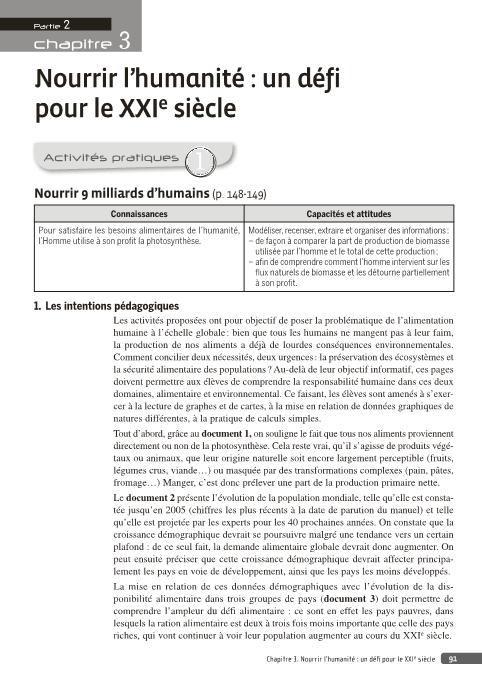 Partie 2
chapitre 3
Nourrir l'humanité : un défi
pour le XXIe siècle
Activités pratiques 1
Nourrir 9 milliards d'humains (p. 148-149)
Connaissances
Capacités et attitudes
Pour satisfaire les besoins alimentaires de l'humanité,
l'Homme utilise à son profit la photosynthèse.
Modéliser, recenser, extraire et organiser des informations :
– de façon à comparer la part de production de biomasse
utilisée par l'homme et le total de cette production ;
– afin de comprendre comment l'homme intervient sur les
flux naturels de biomasse et les détourne partiellement
à son profit.
1. Les intentions pédagogiques
Les activités proposées ont pour objectif de poser la problématique de l'alimentation
humaine à l'échelle globale : bien que tous les humains ne mangent pas à leur faim,
la production de nos aliments a déjà de lourdes conséquences environnementales.
Comment concilier deux nécessités, deux urgences : la préservation des écosystèmes et
la sécurité alimentaire des populations ? Au-delà de leur objectif informatif, ces pages
doivent permettre aux élèves de comprendre la responsabilité humaine dans ces deux
domaines, alimentaire et environnemental. Ce faisant, les élèves sont amenés à s'exer-
cer à la lecture de graphes et de cartes, à la mise en relation de données graphiques de
natures différentes, à la pratique de calculs simples.
Tout d'abord, grâce au document 1, on souligne le fait que tous nos aliments proviennent
directement ou non de la photosynthèse. Cela reste vrai, qu'il s'agisse de produits végé-
taux ou animaux, que leur origine naturelle soit encore largement perceptible (fruits,
légumes crus, viande…) ou masquée par des transformations complexes (pain, pâtes,
fromage…) Manger, c'est donc prélever une part de la production primaire nette.
Le document 2 présente l'évolution de la population mondiale, telle qu'elle est consta-
tée jusqu'en 2005 (chiffres les plus récents à la date de parution du manuel) et telle
qu'elle est projetée par les experts pour les 40 prochaines années. On constate que la
croissance démographique devrait se poursuivre malgré une tendance vers un certain
plafond : de ce seul fait, la demande alimentaire globale devrait donc augmenter. On
peut ensuite préciser que cette croissance démographique devrait affecter principa-
lement les pays en voie de développement, ainsi que les pays les moins développés.
La mise en relation de ces données démographiques avec l'évolution de la dis-
ponibilité alimentaire dans trois groupes de pays (document 3) doit permettre de
comprendre l'ampleur du défi alimentaire : ce sont en effet les pays pauvres, dans
lesquels la ration alimentaire est deux à trois fois moins importante que celle des pays
riches, qui vont continuer à voir leur population augmenter au cours du XXIe siècle.
Chapitre 3. Nourrir l'humanité : un défi pour le XXIe siècle 91